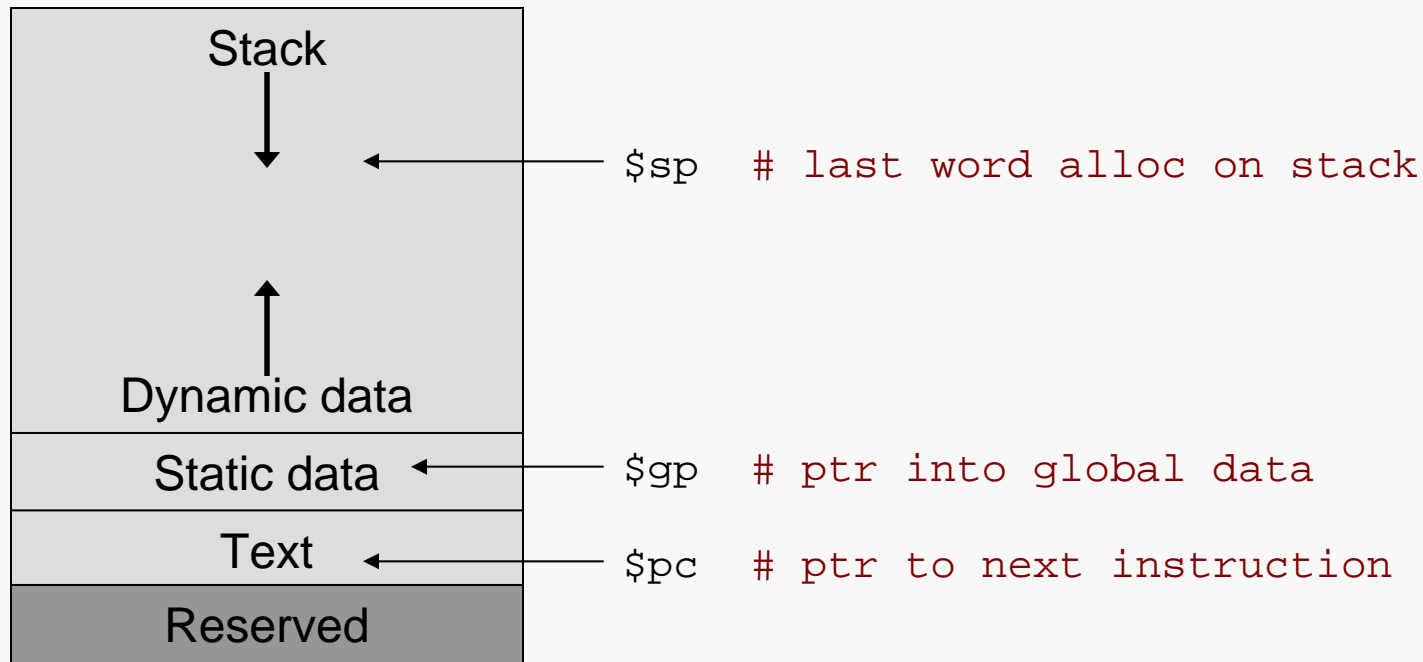 Stack
$sp # last word alloc on stack
Dynamic data
Static data
$gp # ptr into global data
Text
$pc # ptr to next instruction
Reserved